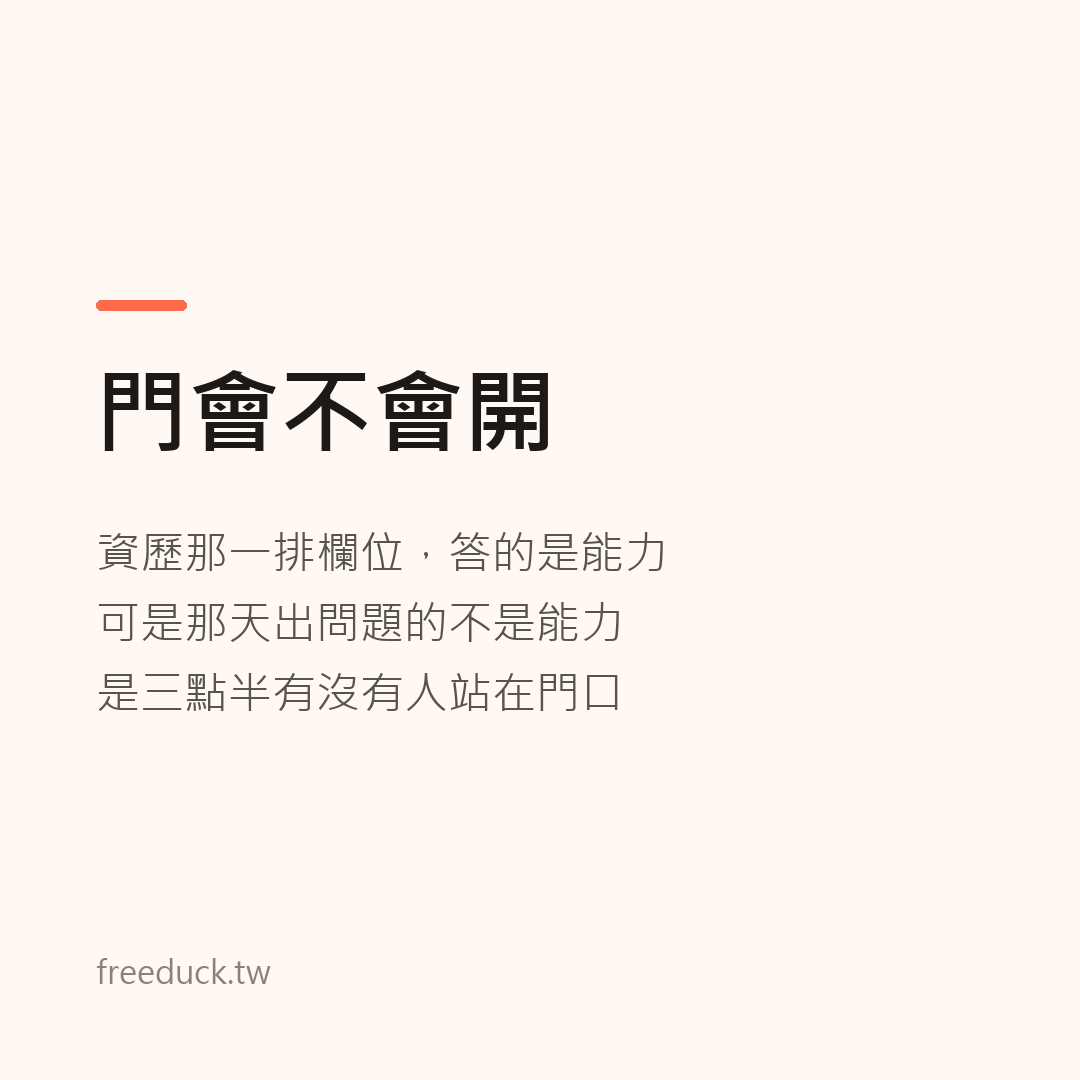 門會不會開
資歷那一排欄位，答的是能力
可是那天出問題的不是能力
是三點半有沒有人站在門口
freeduck.tw